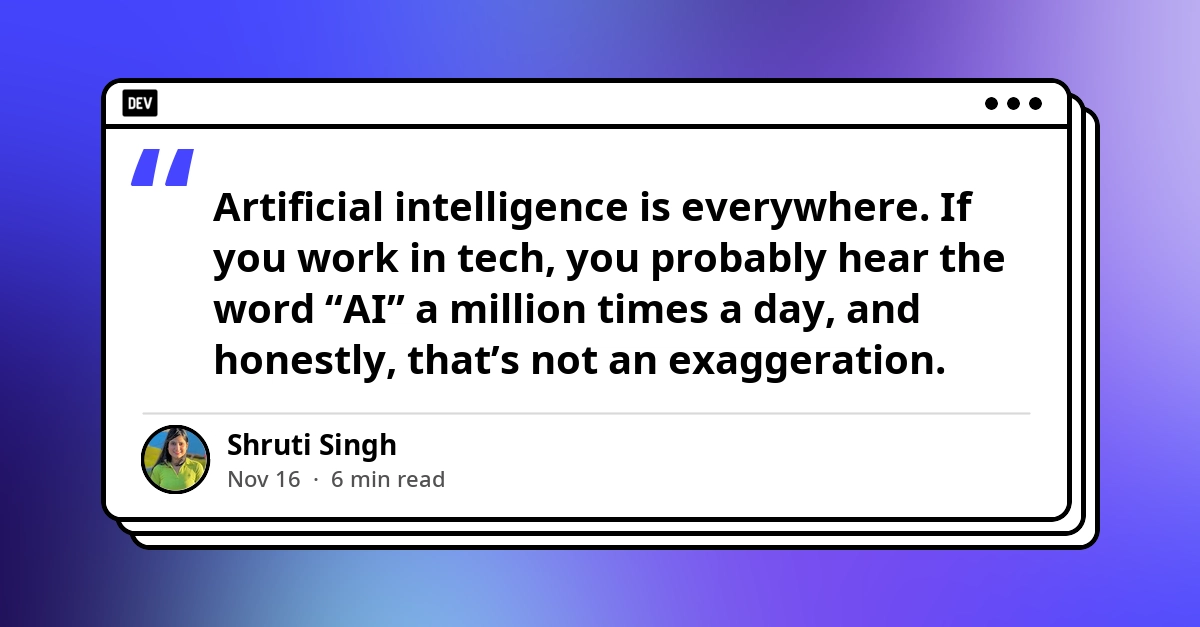 DEV
“
Artificial intelligence is everywhere. If
you work in tech, you probably hear the
word “AI” a million times a day, and
honestly, that’s not an exaggeration.
Shruti Singh
Nov 16 · 6 min read